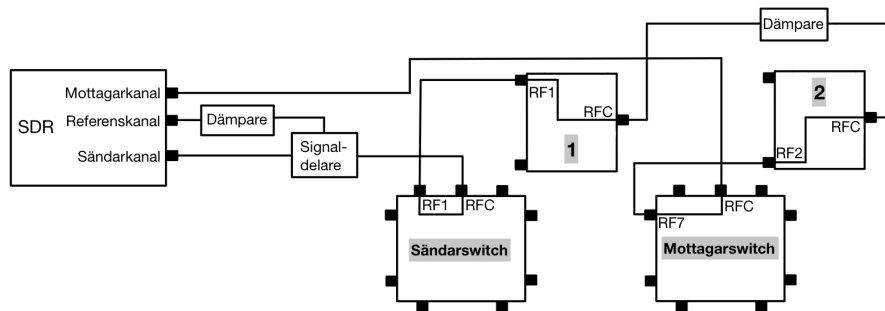 Dämpare
Mottagarkanal
RF1
2
SDR
Referenskanal
Dämpare
RFC
RFC
Sändarkanal
Signal-
delare
1
RF2
RF1
RFC
RFC
RF7
Sändarswitch
Mottagarswitch